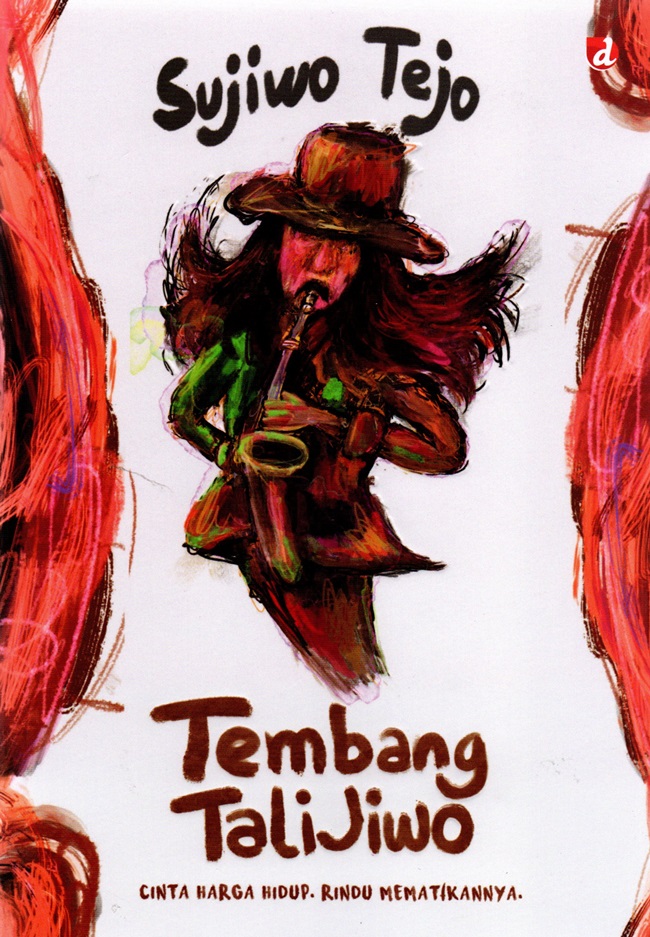 Sujiwo Tejo
d
Tembang
TaliJiwo
CINTA HARGA HIDUP. RINDU MEMATIKANNYA.